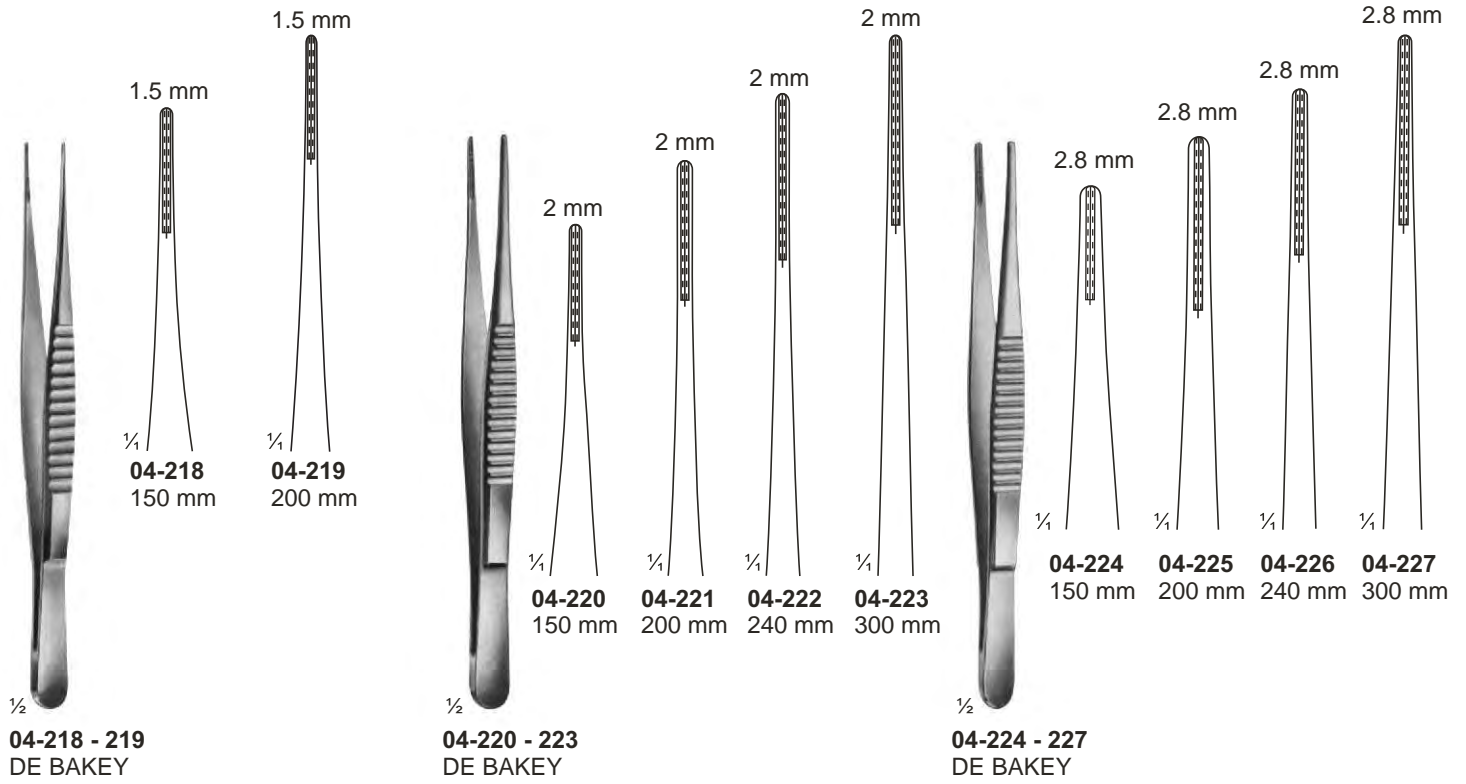 1.5 mm
1.5 mm
¹⁄₁
04-218
150 mm
¹⁄₁
04-219
200 mm
½
04-218 - 219
DE BAKEY
2 mm
2 mm
2 mm
2 mm
¹⁄₁
04-220
150 mm
¹⁄₁
04-221
200 mm
¹⁄₁
04-222
240 mm
¹⁄₁
04-223
300 mm
½
04-220 - 223
DE BAKEY
2.8 mm
2.8 mm
2.8 mm
2.8 mm
¹⁄₁
04-224
150 mm
¹⁄₁
04-225
200 mm
¹⁄₁
04-226
240 mm
¹⁄₁
04-227
300 mm
½
04-224 - 227
DE BAKEY